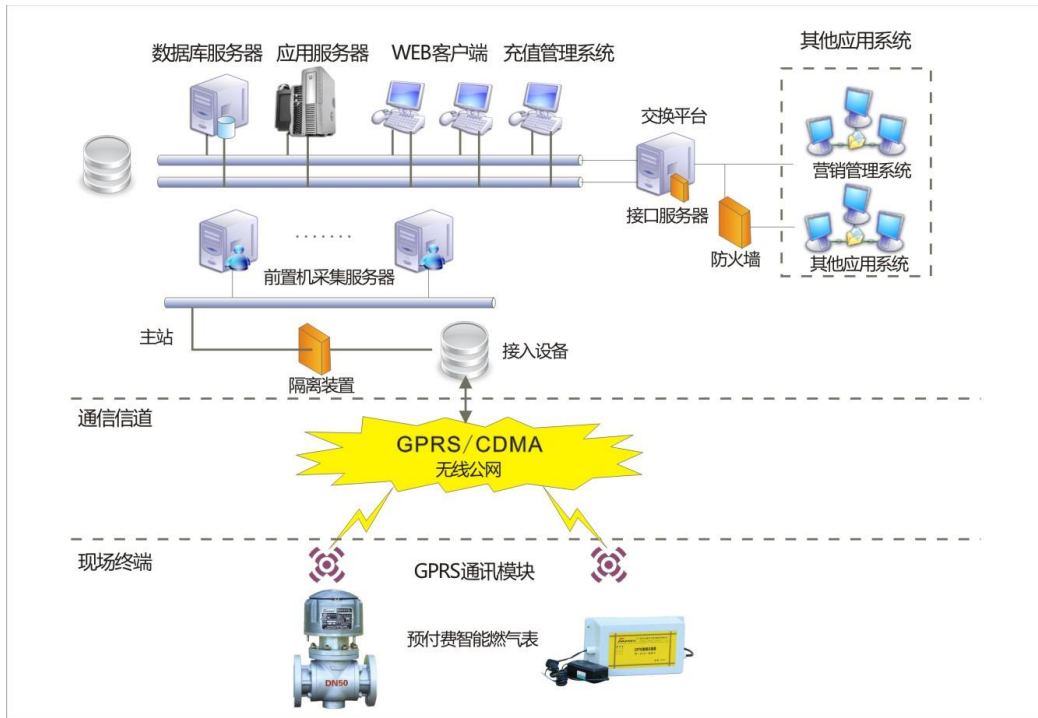 数据库服务器
应用服务器
WEB客户端
充值管理系统
其他应用系统
交换平台
营销管理系统
接口服务器
防火墙
其他应用系统
.......
前置机采集服务器
主站
接入设备
隔离装置
通信信道
GPRS/CDMA
无线公网
现场终端
GPRS通讯模块
预付费智能燃气表
DN50